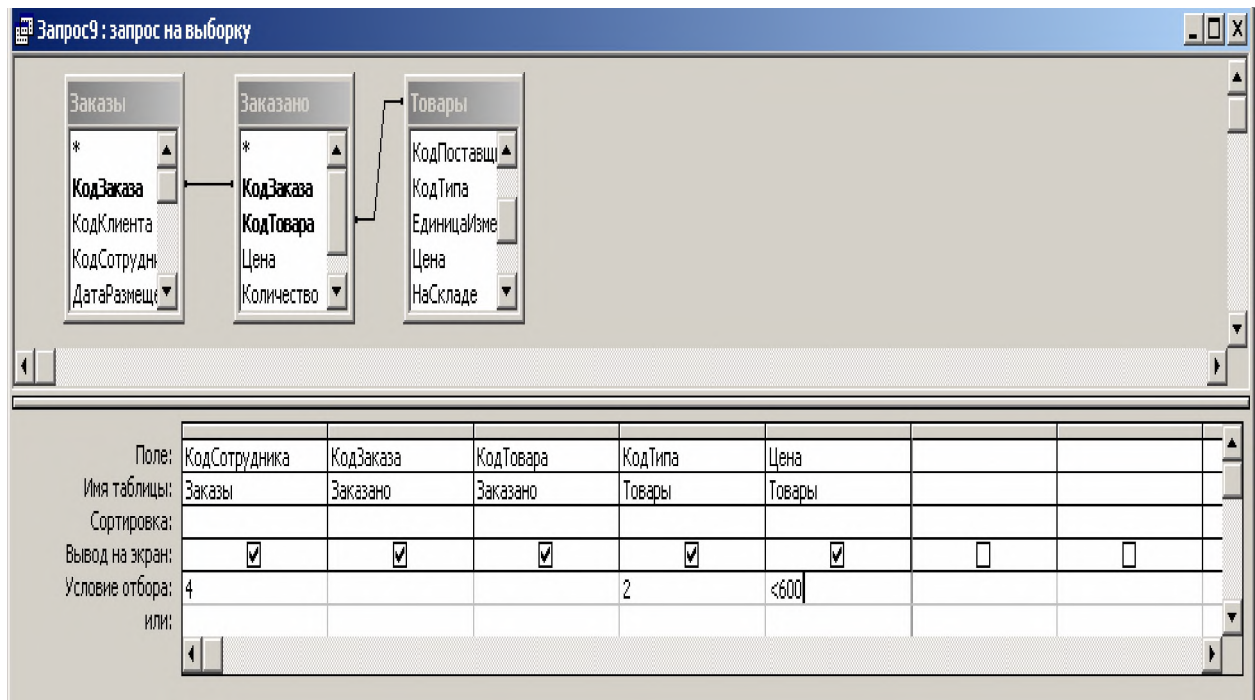 Запрос9 : запрос на выборку
Заказы
*
КодЗаказа
КодКлиента
КодСотрудн
ДатаРазмеще
Заказано
*
КодЗаказа
КодТовара
Цена
Количество
Товары
КодПоставщи
КодТипа
ЕдиницаИзме
Цена
НаСкладе
Поле: КодСотрудника КодЗаказа КодТовара КодТипа Цена
Имя таблицы: Заказы Заказано Заказано Товары Товары
Сортировка:
Вывод на экран:
Условие отбора: 4 2 <600
или: